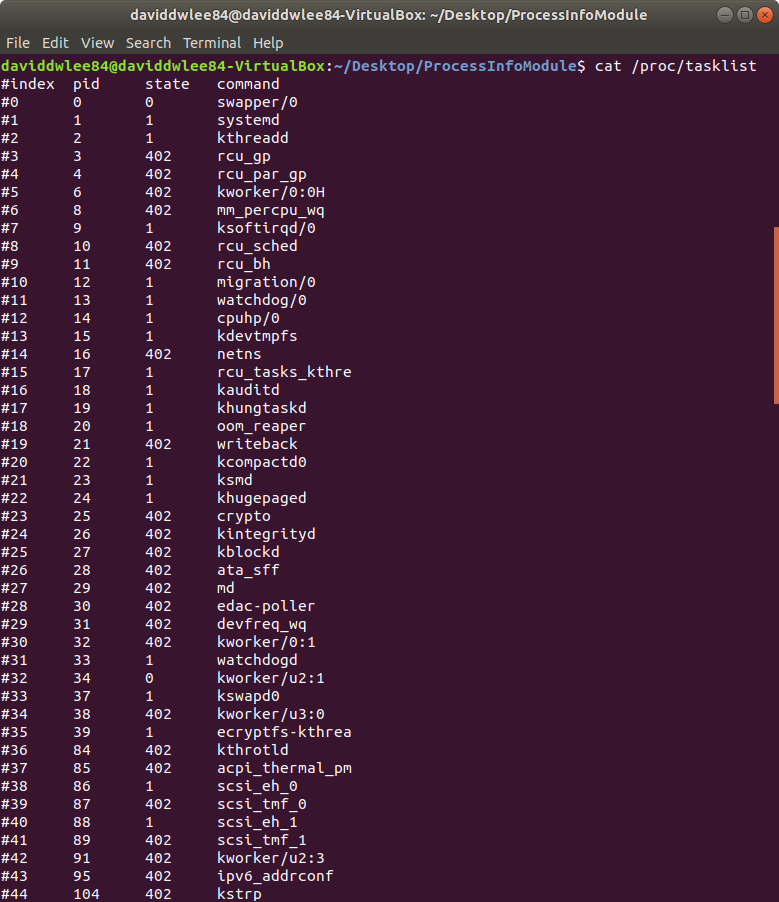 daviddwlee84@daviddwlee84-VirtualBox: ~/Desktop/ProcessInfoModule
File Edit View Search Terminal Help
daviddwlee84@daviddwlee84-VirtualBox:~/Desktop/ProcessInfoModule$ cat /proc/tasklist
#index pid state command
#0 0 0 swapper/0
#1 1 1 systemd
#2 2 1 kthreadd
#3 3 402 rcu_gp
#4 4 402 rcu_par_gp
#5 6 402 kworker/0:0H
#6 8 402 mm_percpu_wq
#7 9 1 ksoftirqd/0
#8 10 402 rcu_sched
#9 11 402 rcu_bh
#10 12 1 migration/0
#11 13 1 watchdog/0
#12 14 1 cpuhp/0
#13 15 1 kdevtmpfs
#14 16 402 netns
#15 17 1 rcu_tasks_kthre
#16 18 1 kauditd
#17 19 1 khungtaskd
#18 20 1 oom_reaper
#19 21 402 writeback
#20 22 1 kcompactd0
#21 23 1 ksmd
#22 24 1 khugepaged
#23 25 402 crypto
#24 26 402 kintegrityd
#25 27 402 kblockd
#26 28 402 ata_sff
#27 29 402 md
#28 30 402 edac-poller
#29 31 402 devfreq_wq
#30 32 402 kworker/0:1
#31 33 1 watchdogd
#32 34 0 kworker/u2:1
#33 37 1 kswapd0
#34 38 402 kworker/u3:0
#35 39 1 ecryptfs-kthrea
#36 84 402 kthrotld
#37 85 402 acpi_thermal_pm
#38 86 1 scsi_eh_0
#39 87 402 scsi_tmf_0
#40 88 1 scsi_eh_1
#41 89 402 scsi_tmf_1
#42 91 402 kworker/u2:3
#43 95 402 ipv6_addrconf
#44 104 402 kstrp